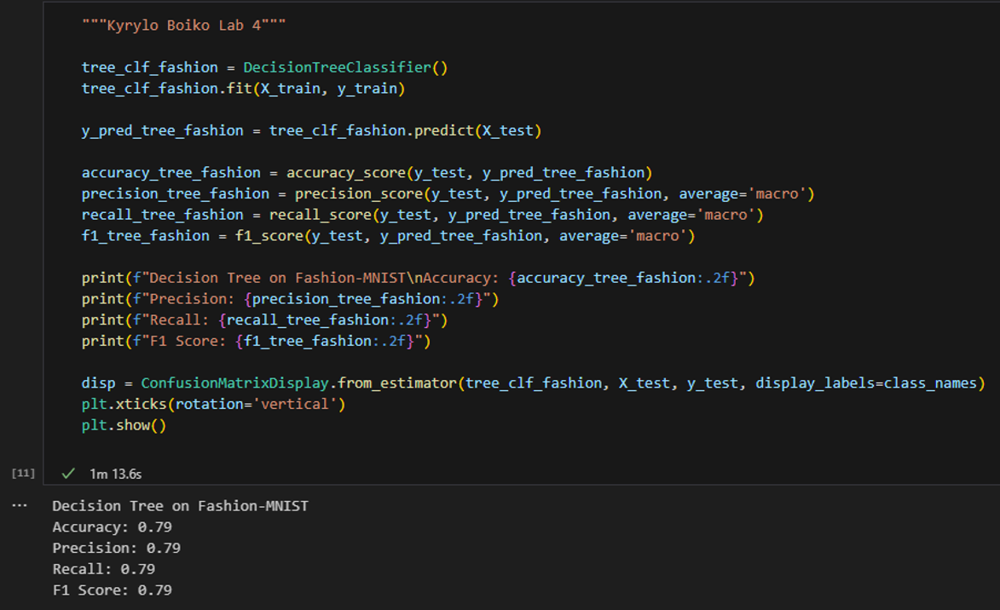 """Kyrylo Boiko Lab 4"""
tree_clf_fashion = DecisionTreeClassifier()
tree_clf_fashion.fit(X_train, y_train)
y_pred_tree_fashion = tree_clf_fashion.predict(X_test)
accuracy_tree_fashion = accuracy_score(y_test, y_pred_tree_fashion)
precision_tree_fashion = precision_score(y_test, y_pred_tree_fashion, average='macro')
recall_tree_fashion = recall_score(y_test, y_pred_tree_fashion, average='macro')
f1_tree_fashion = f1_score(y_test, y_pred_tree_fashion, average='macro')
print(f"Decision Tree on Fashion-MNIST\nAccuracy: {accuracy_tree_fashion:.2f}")
print(f"Precision: {precision_tree_fashion:.2f}")
print(f"Recall: {recall_tree_fashion:.2f}")
print(f"F1 Score: {f1_tree_fashion:.2f}")
disp = ConfusionMatrixDisplay.from_estimator(tree_clf_fashion, X_test, y_test, display_labels=class_names)
plt.xticks(rotation='vertical')
plt.show()
[11] ✓ 1m 13.6s
··· Decision Tree on Fashion-MNIST
Accuracy: 0.79
Precision: 0.79
Recall: 0.79
F1 Score: 0.79